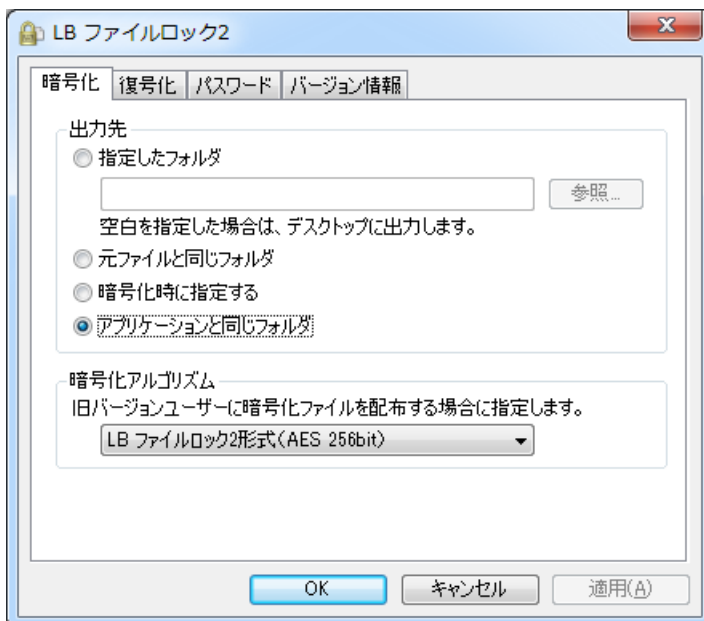 LB ファイルロック2
暗号化 復号化 パスワード バージョン情報
出力先
指定したフォルダ
参照...
空白を指定した場合は、デスクトップに出力します。
元ファイルと同じフォルダ
暗号化時に指定する
アプリケーションと同じフォルダ
暗号化アルゴリズム
旧バージョンユーザーに暗号化ファイルを配布する場合に指定します。
LB ファイルロック2形式(AES 256bit)
OK キャンセル 適用(A)